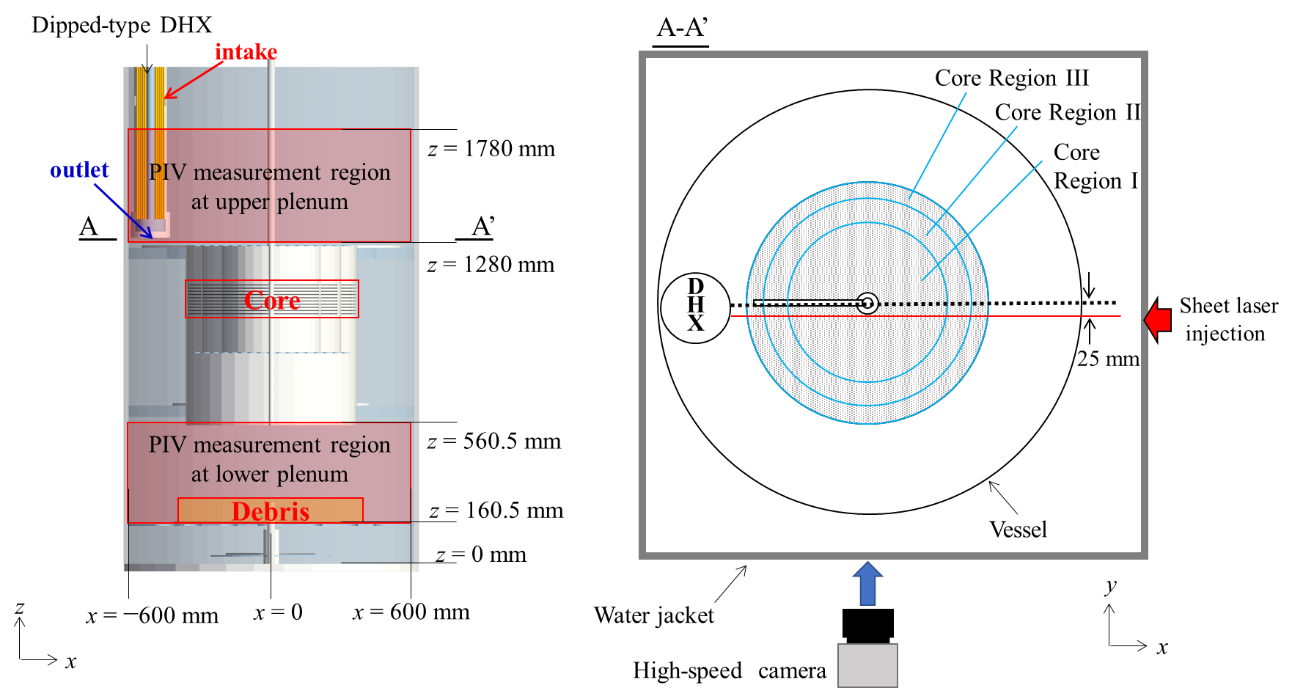 Dipped-type DHX
intake
outlet
PIV measurement region
at upper plenum
z = 1780 mm
A
A'
z = 1280 mm
Core
PIV measurement region
at lower plenum
z = 560.5 mm
Debris
z = 160.5 mm
z = 0 mm
x = −600 mm
x = 0
x = 600 mm
z
x
A-A'
Core Region III
Core Region II
Core
Region I
D
H
X
Sheet laser
injection
25 mm
Vessel
Water jacket
High-speed camera
y
x